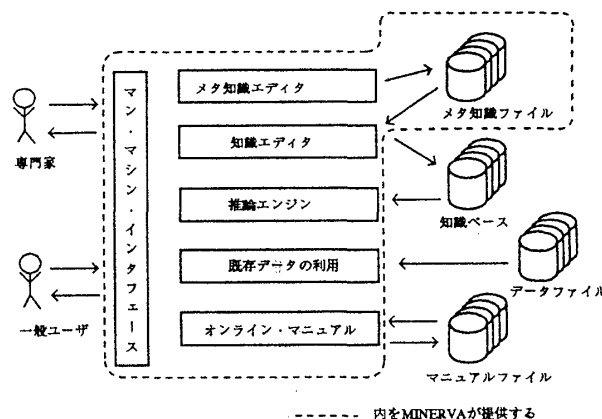 メタ知識エディタ
メタ知識ファイル
マン・マシン・インタフェース
専門家
知識エディタ
推論エンジン
知識ベース
既存データの利用
データファイル
一般ユーザ
オンライン・マニュアル
マニュアルファイル
内をMINERVAが提供する